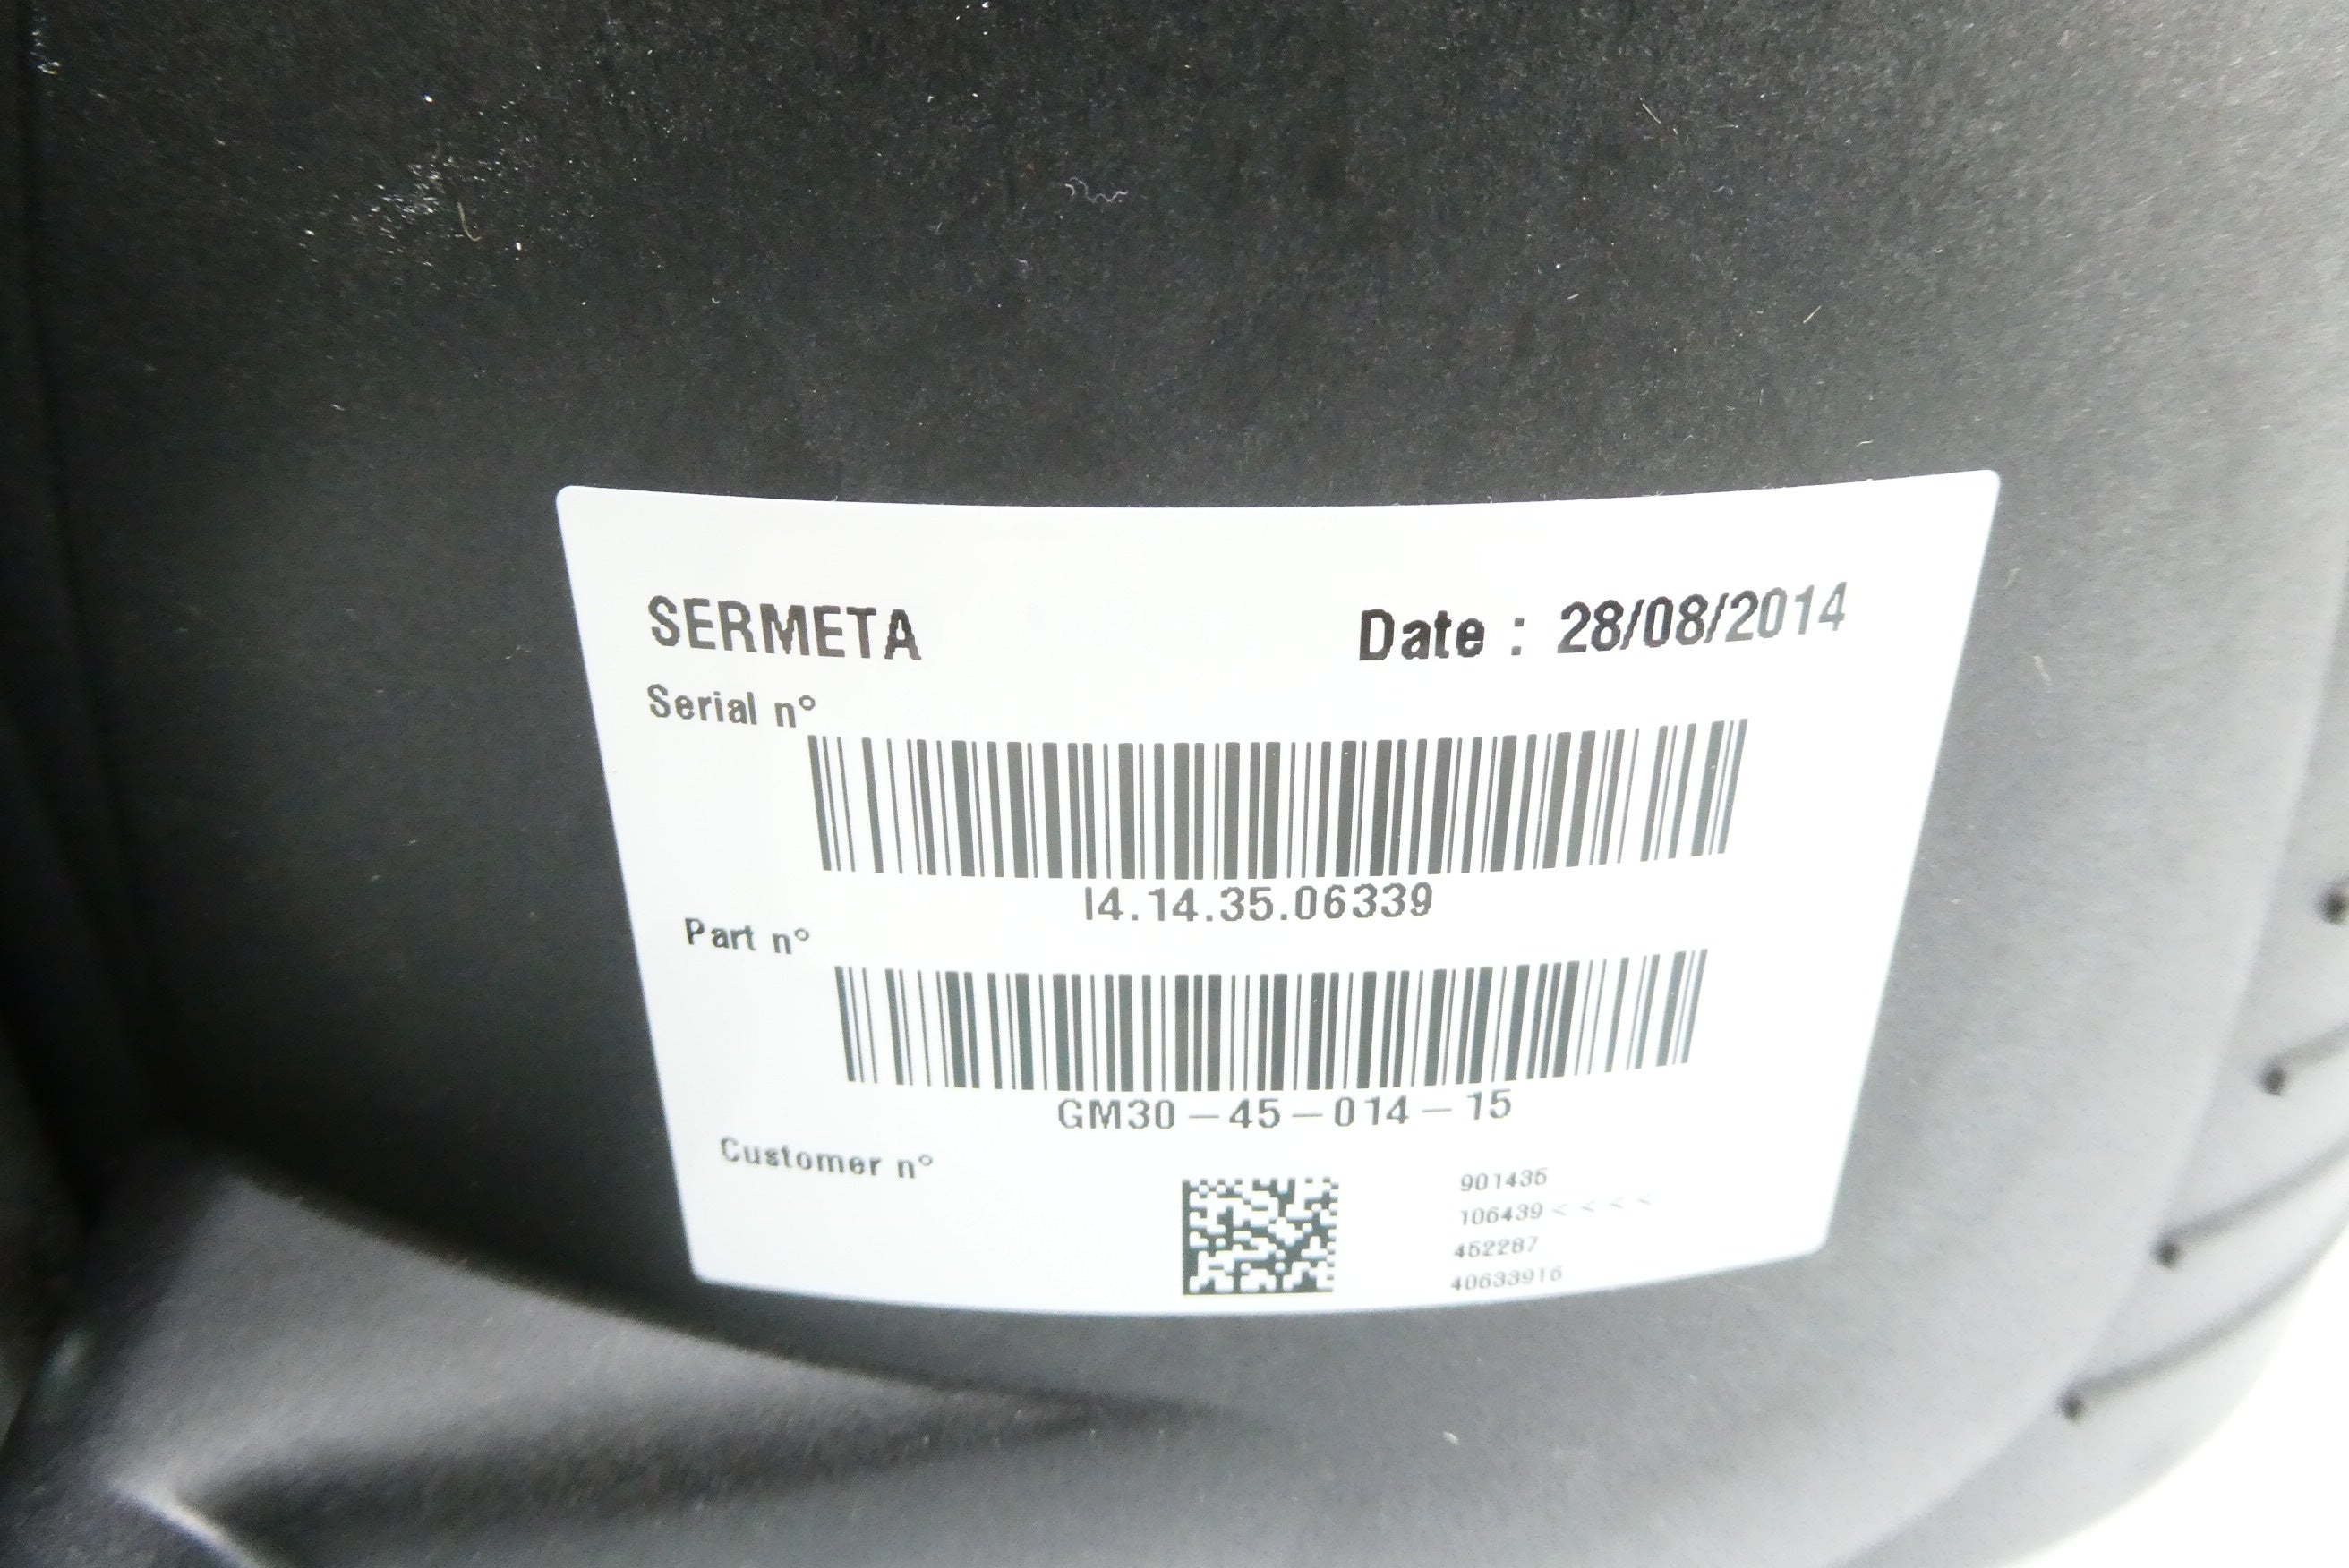 SERMETA Date : 28/08/2014
Serial n°
I4.14.35.06339
Part n°
GM30-45-014-15
Customer n°
901435
106439 < < < <
452287
40633916